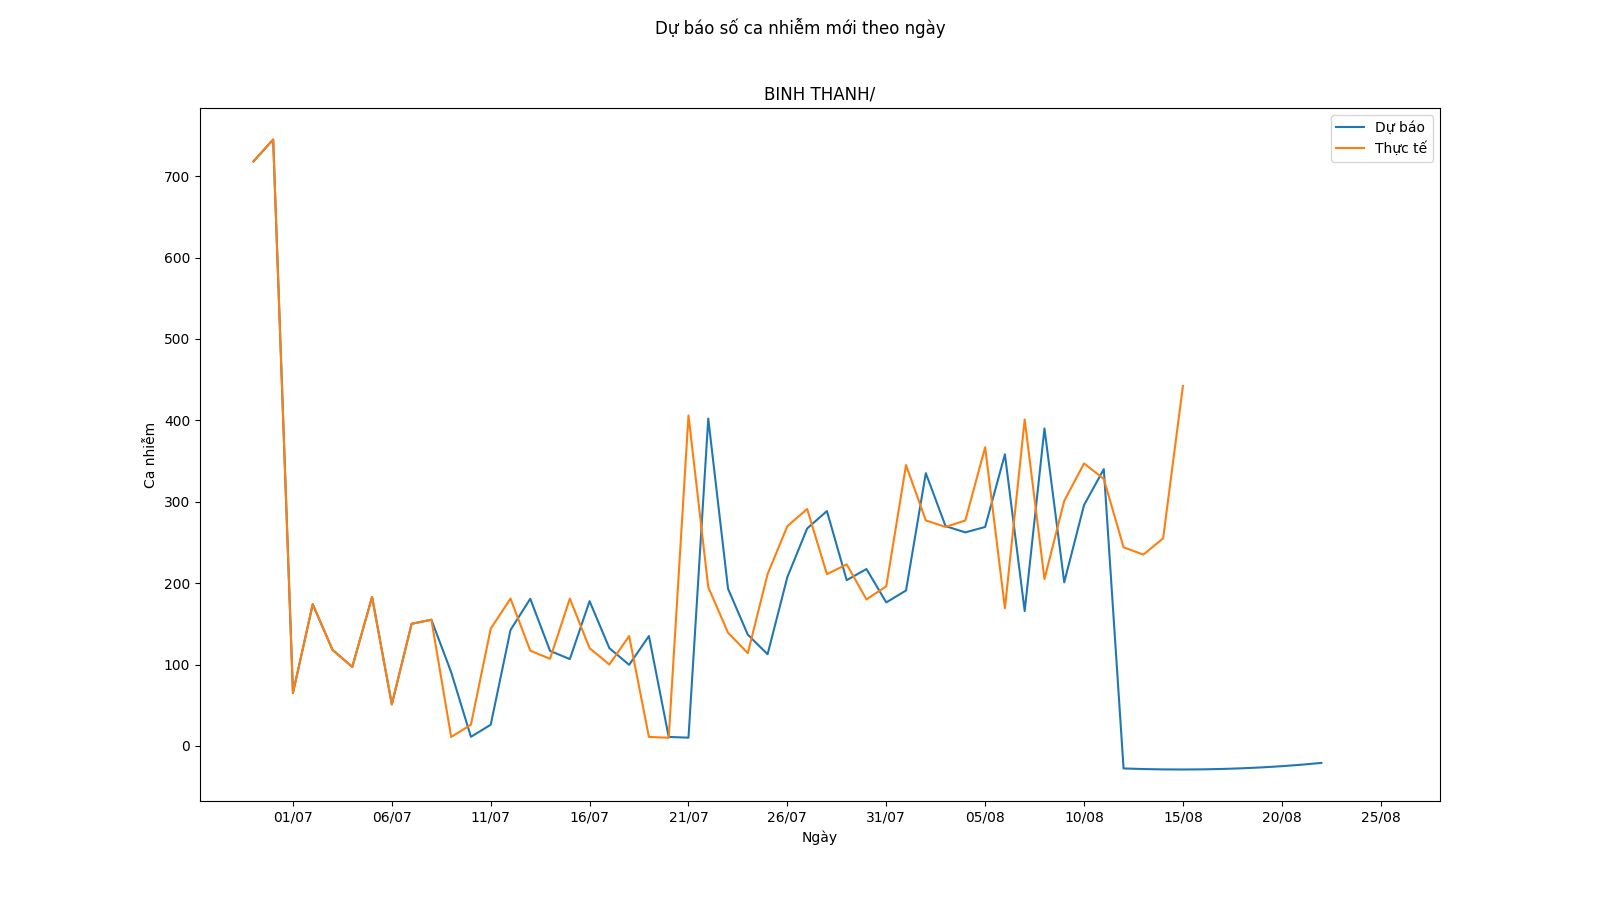 Dự báo số ca nhiễm mới theo ngày
BINH THANH/
Dự báo
Thực tế
700
600
500
400
300
200
100
0
Ca nhiễm
01/07 06/07 11/07 16/07 21/07 26/07 31/07 05/08 10/08 15/08 20/08 25/08
Ngày